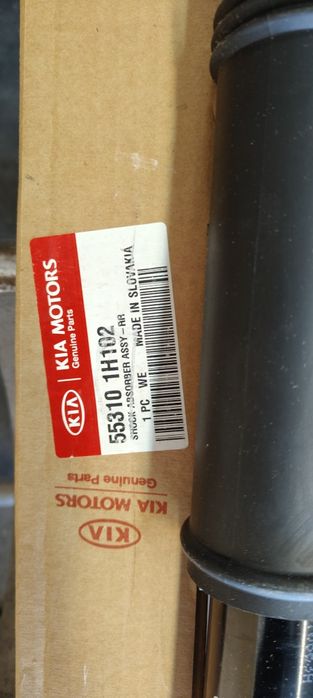 KIA
KIA MOTORS
Genuine Parts
55310 1H102
SHOCK ABSORBER ASSY-RR
1 PC WE MADE IN SLOVAKIA
KIA
KIA MOTORS
Genuine Parts